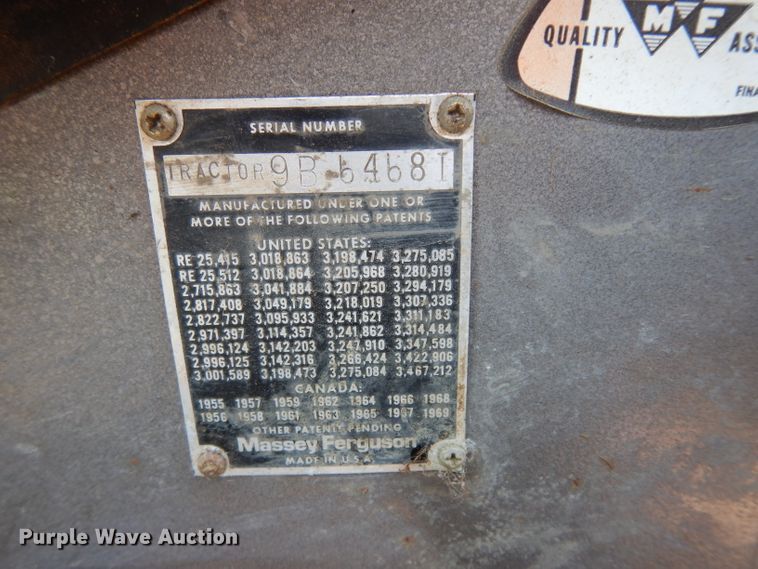 QUALITY MF ASS
FINA
SERIAL NUMBER
TRACTOR 9B 64681
MANUFACTURED UNDER ONE OR
MORE OF THE FOLLOWING PATENTS
UNITED STATES:
RE 25,415 3,018,863 3,198,474 3,275,085
RE 25,512 3,018,864 3,205,968 3,280,919
2,715,863 3,041,884 3,207,250 3,294,179
2,817,408 3,049,179 3,218,019 3,307,336
2,822,737 3,095,933 3,241,621 3,311,183
2,971,397 3,114,357 3,241,862 3,314,484
2,996,124 3,142,203 3,247,910 3,347,598
2,996,125 3,142,316 3,266,424 3,422,906
3,001,589 3,198,473 3,275,084 3,467,212
CANADA:
1955 1957 1959 1962 1964 1966 1968
1956 1958 1961 1963 1965 1967 1969
OTHER PATENTS PENDING
Massey Ferguson
MADE IN U.S.A.
Purple Wave Auction